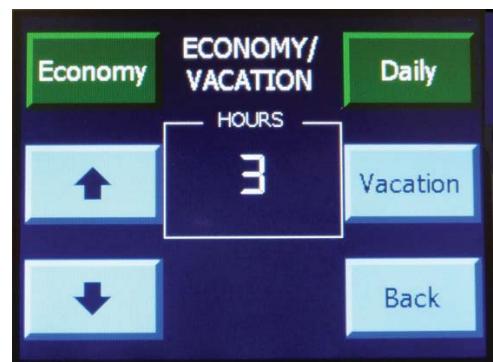 Economy
ECONOMY/
VACATION
Daily
HOURS
3
Vacation
Back